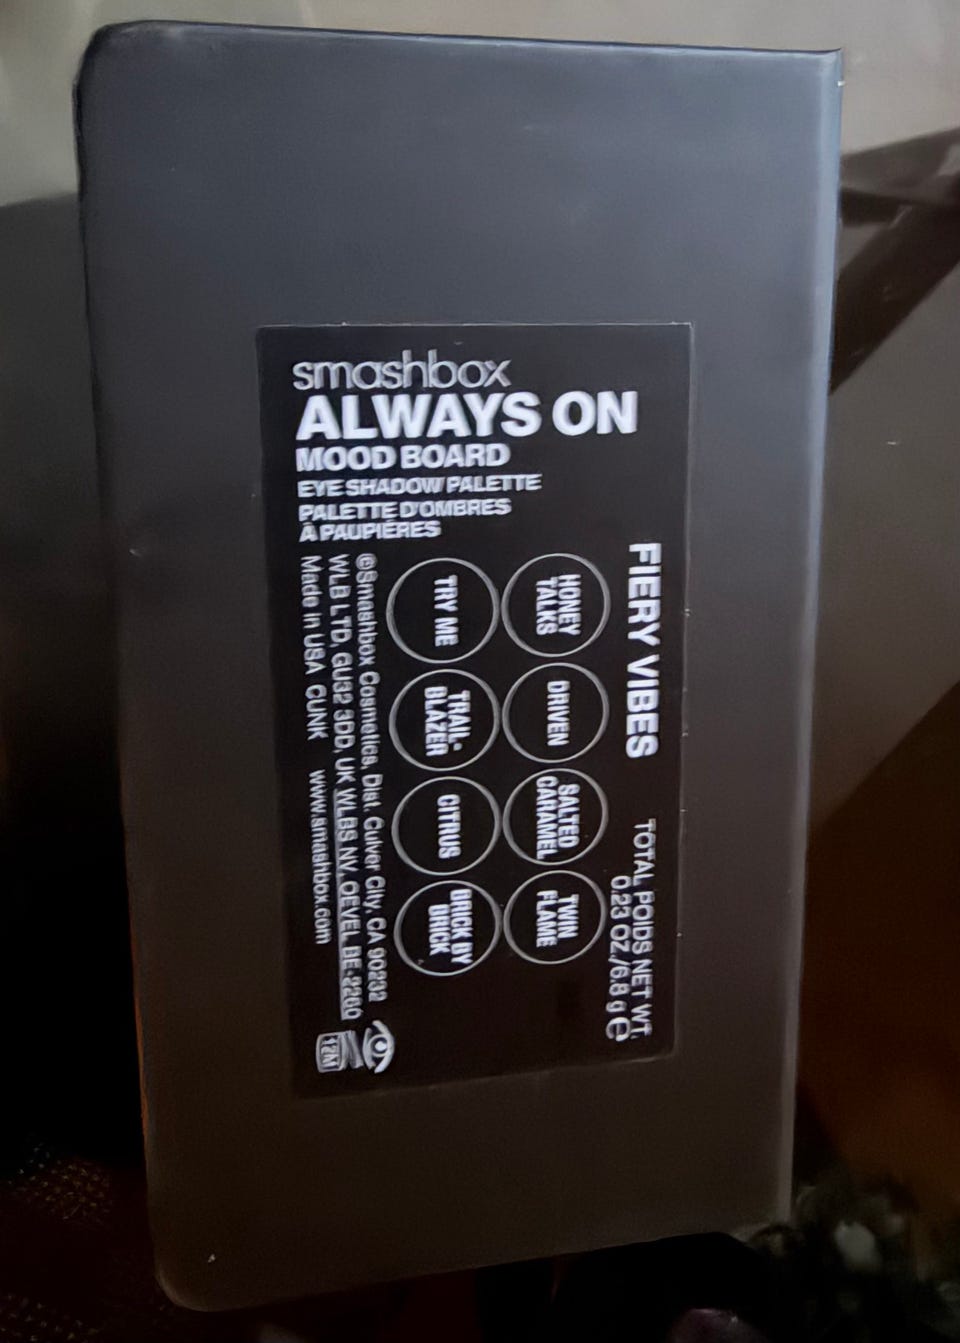 smashbox
ALWAYS ON
MOOD BOARD
EYE SHADOW PALETTE
PALETTE D'OMBRES
À PAUPIÈRES
FIERY VIBES
TOTAL POIDS NET WT.
0.23 OZ/6.8 g e
HONEY
TALKS
DRIVEN
SALTED
CARAMEL
TWIN
FLAME
TRY ME
TRAIL-
BLAZER
CITRUS
BRICK BY
BRICK
©Smashbox Cosmetics, Dist. Culver City, CA 90232
WLB LTD, GU32 3DD, UK WLBS NV, OEVEL BE-2260
Made in USA CUNK www.smashbox.com
12M